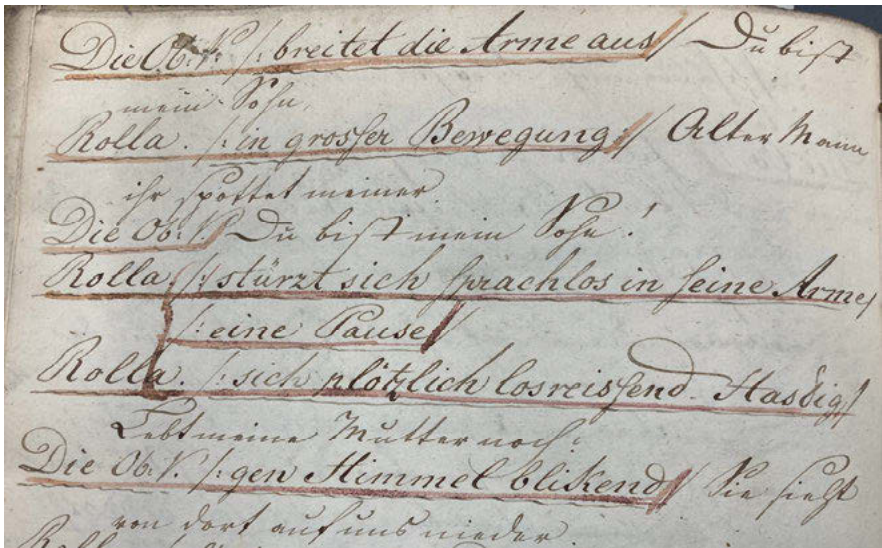 Die Ob. V. /: breitet die Arme aus / Du bist
mein Sohn.
Rolla. /: in grosser Bewegung :/ Alter Mann
ihr spottet meiner.
Die Ob. V. Du bist mein Sohn!
Rolla /: stürzt sich sprachlos in seine Arme/
/: eine Pause /
Rolla. /: sich plötzlich losreissend - Hasdig/
Lebt meine Mutter noch?
Die Ob. V. /: gen Himmel blikend / Sie sieht
von dort auf uns nieder.
Rolla